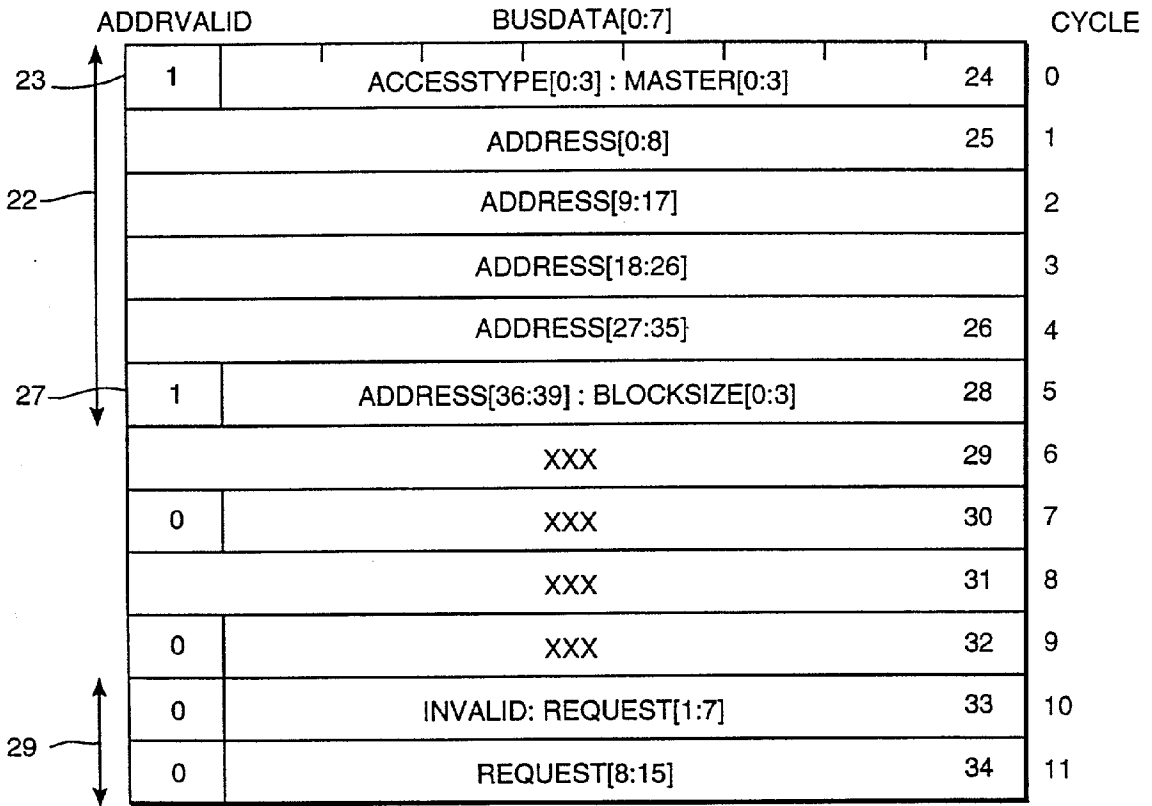 ADDRVALID BUSDATA[0:7] CYCLE
23 1 ACCESSTYPE[0:3] : MASTER[0:3] 24 0
ADDRESS[0:8] 25 1
22 ADDRESS[9:17] 2
ADDRESS[18:26] 3
ADDRESS[27:35} 26 4
27 1 ADDRESS[36:39] : BLOCKSIZE[0:3] 28 5
XXX 29 6
0 XXX 30 7
XXX 31 8
0 XXX 32 9
0 INVALID: REQUEST[1:7] 33 10
29 0 REQUEST[8:15] 34 11